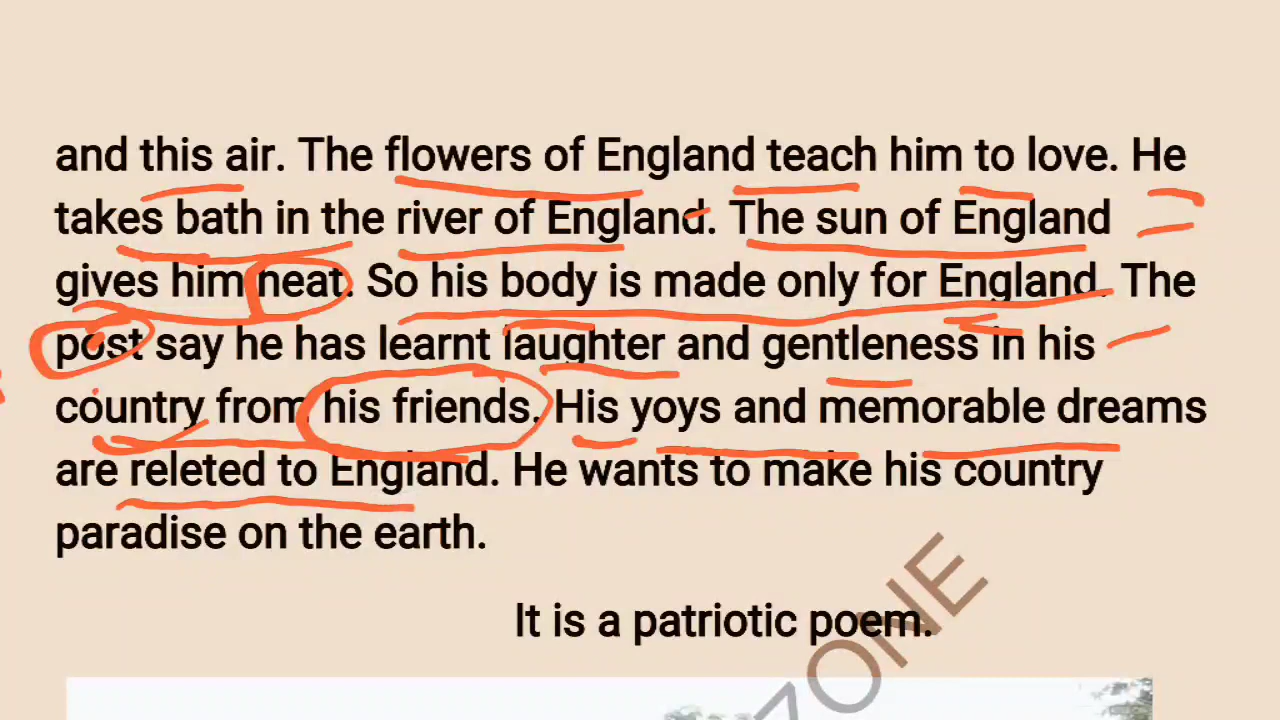 and this air. The flowers of England teach him to love. He
takes bath in the river of England. The sun of England
gives him neat. So his body is made only for England. The
post say he has learnt laughter and gentleness in his
country from his friends. His yoys and memorable dreams
are releted to England. He wants to make his country
paradise on the earth.
It is a patriotic poem.
ZONE